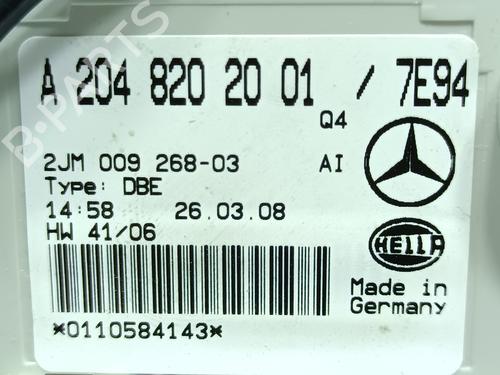 A 204 820 20 01 / 7E94
Q4
2JM 009 268-03 AI
Type: DBE
14:58 26.03.08
HW 41/06
HELLA
Made in
Germany
*0110584143*
B-PARTS